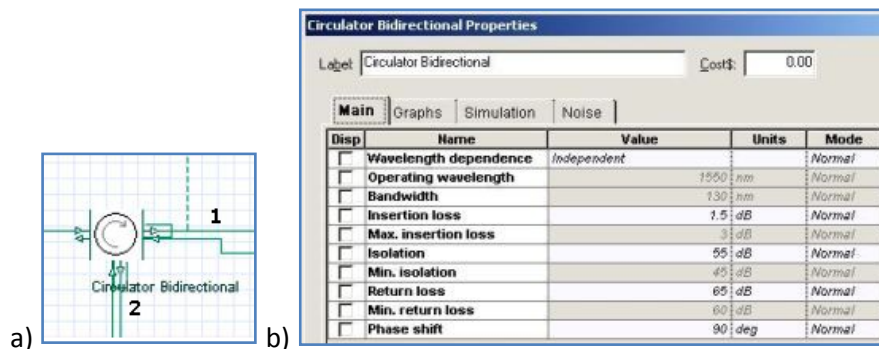 a)
1
Circulator Bidirectional
2
b)
Circulator Bidirectional Properties
Label: Circulator Bidirectional Cost$: 0.00
Main Graphs Simulation Noise
Disp Name Value Units Mode
Wavelength dependence Independent Normal
Operating wavelength 1550 nm Normal
Bandwidth 130 nm Normal
Insertion loss 1.5 dB Normal
Max. insertion loss 3 dB Normal
Isolation 55 dB Normal
Min. isolation 45 dB Normal
Return loss 65 dB Normal
Min. return loss 60 dB Normal
Phase shift 90 deg Normal